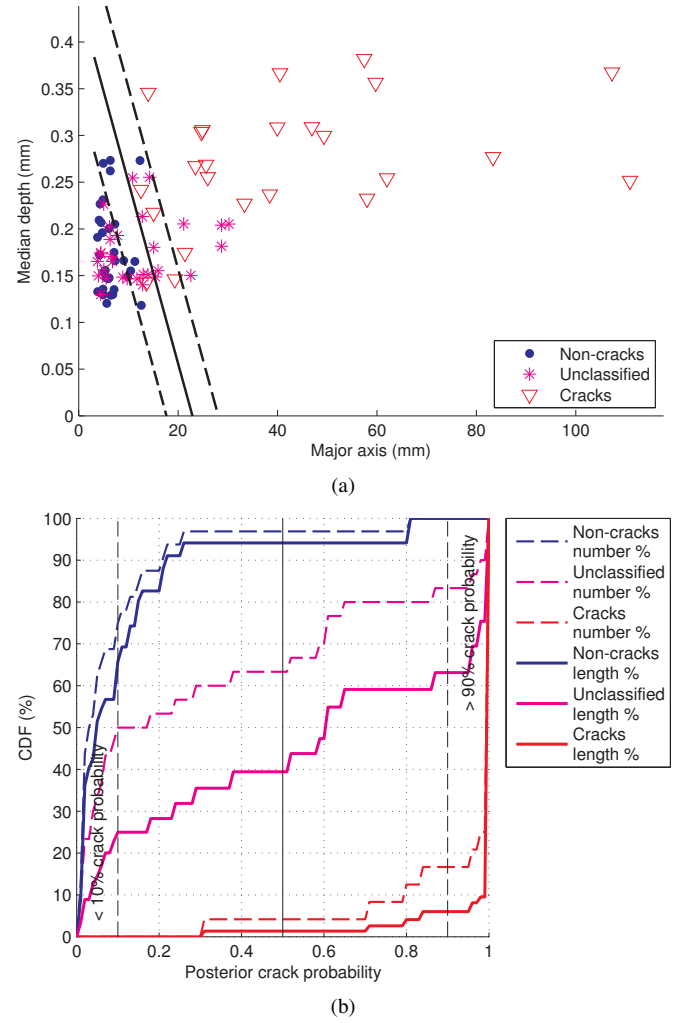 0.4
0.35
0.3
0.25
0.2
0.15
0.1
0.05
0
Median depth (mm)
0 20 40 60 80 100
Major axis (mm)
Non-cracks
Unclassified
Cracks
(a)
100
90
80
70
60
50
40
30
20
10
0
CDF (%)
< 10% crack probability
> 90% crack probability
0 0.2 0.4 0.6 0.8 1
Posterior crack probability
Non-cracks
number %
Unclassified
number %
Cracks
number %
Non-cracks
length %
Unclassified
length %
Cracks
length %
(b)